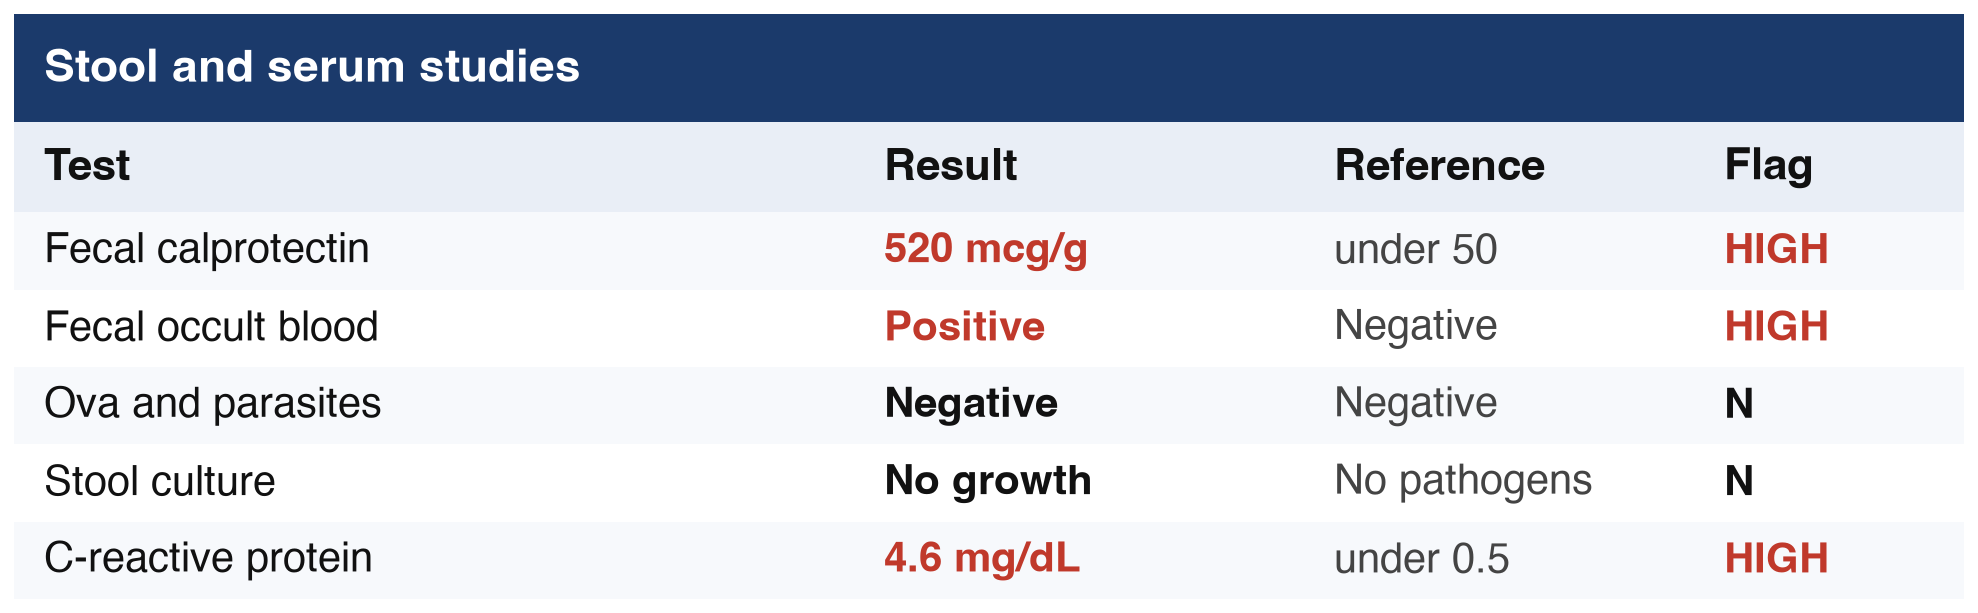 Stool and serum studies
Test Result Reference Flag
Fecal calprotectin 520 mcg/g under 50 HIGH
Fecal occult blood Positive Negative HIGH
Ova and parasites Negative Negative N
Stool culture No growth No pathogens N
C-reactive protein 4.6 mg/dL under 0.5 HIGH